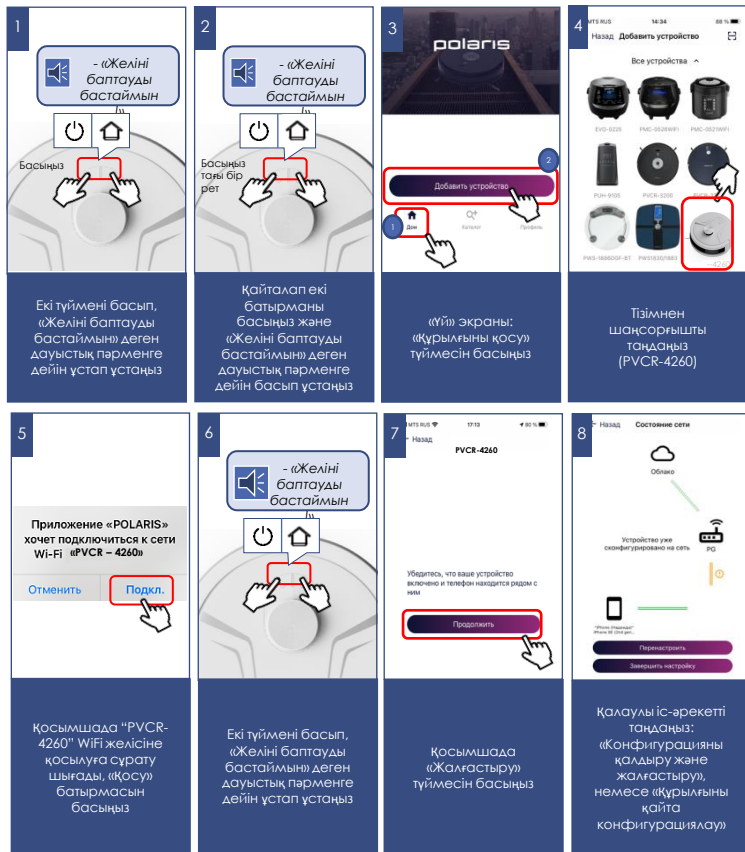 1
- «Желіні
баптауды
бастаймын
Басыңыз
Екі түймені басып,
«Желіні баптауды
бастаймын» деген
дауыстық пәрменге
дейін ұстап ұстаңыз
2
- «Желіні
баптауды
бастаймын
Басыңыз
тағы бір
рет
Қайталап екі
батырманы
басыңыз және
«Желіні баптауды
бастаймын» деген
дауыстық пәрменге
дейін басып ұстаңыз
3
polaris
2
Добавить устройство
1
Дом
Каталог
Профиль
«Үй» экраны:
«Құрылғыны қосу»
түймесін басыңыз
4
MTS RUS 14:34 88 %
Назад Добавить устройство
Все устройства
EVO-0225 PMC-0526WIFI PMC-0521WIFI
PUH-9105 PVCR-3200
PWS-1886DGF-BT PWS1830/1883
-4260
Тізімнен
шаңсорғышты
таңдаңыз
(PVCR-4260)
5
Приложение «POLARIS»
хочет подключиться к сети
Wi-Fi «PVCR – 4260»
Отменить Подкл.
Қосымшада “PVCR-
4260” WiFi желісіне
қосылуға сұрату
шығады, «Қосу»
батырмасын
басыңыз
6
- «Желіні
баптауды
бастаймын
Екі түймені басып,
«Желіні баптауды
бастаймын» деген
дауыстық пәрменге
дейін ұстап ұстаңыз
7
MTS RUS 17:13 80 %
Назад
PVCR-4260
Убедитесь, что ваше устройство
включено и телефон находится рядом с
ним
Продолжить
Қосымшада
«Жалғастыру»
түймесін басыңыз
8
Назад Состояние сети
Облако
Устройство уже
сконфигурировано на сеть
PG
Перенастроить
Завершить настройку
Қалаулы іс-әрекетті
таңдаңыз:
«Конфигурацияны
қалдыру және
жалғастыру»,
немесе «Құрылғыны
қайта
конфигурациялау»